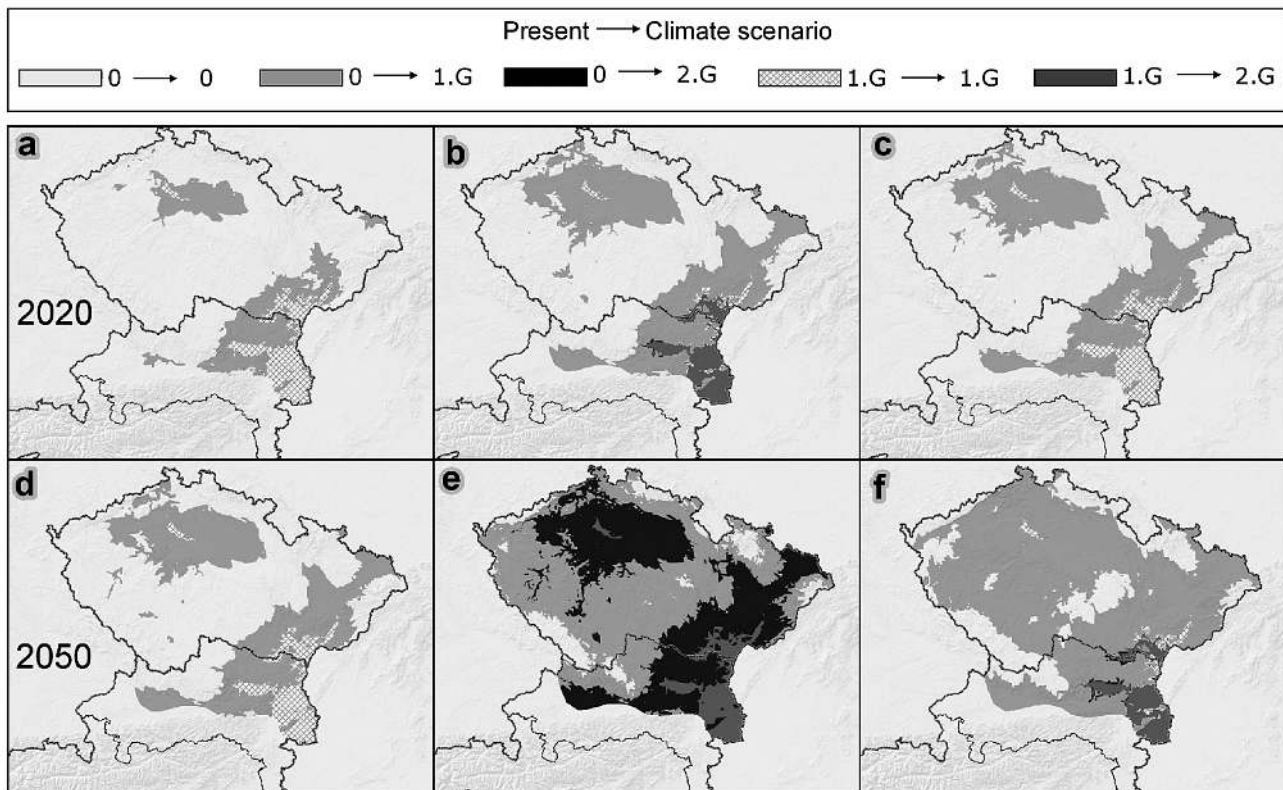 Present → Climate scenario
0 → 0 0 → 1.G 0 → 2.G 1.G → 1.G 1.G → 2.G
a b c
2020
d e f
2050